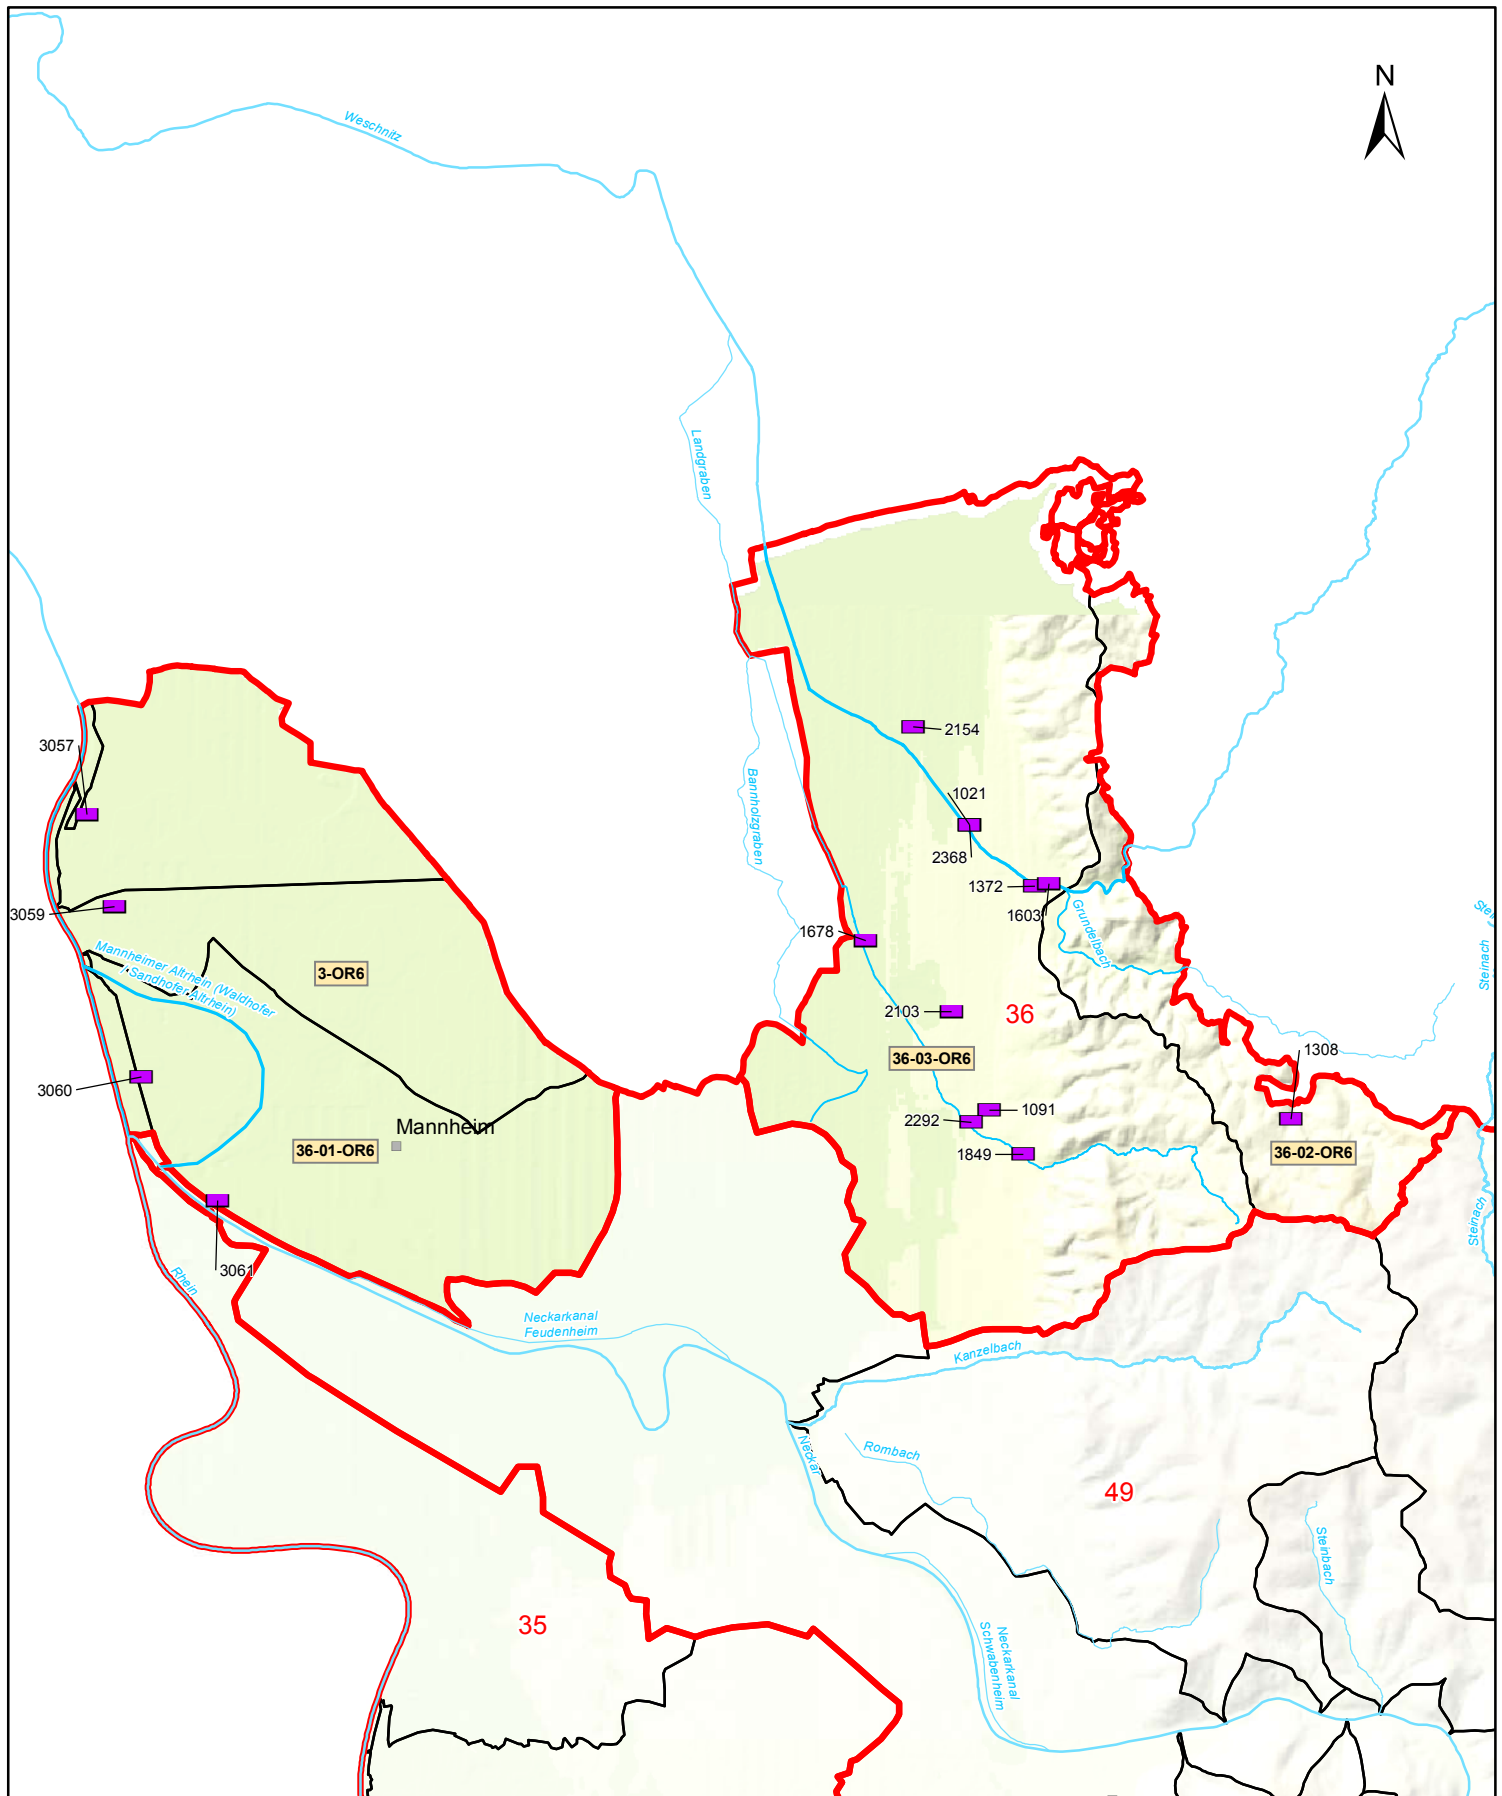 N
Weschnitz
Landgraben
3057
2154
1021
Bannholzgraben
2368
1372
1603
3059
Grundelbach
1678
Steinach
Mannheimer Altrhein (Waldhofer
/ Sandhofer Altrhein)
3-OR6
2103
36
36-03-OR6
1308
3060
1091
2292
Mannheim
36-01-OR6
1849
36-02-OR6
Steinach
3061
Rhein
Neckarkanal
Feudenheim
Kanzelbach
Neckar
Rombach
49
Steinbach
35
Neckarkanal
Schwabenheim